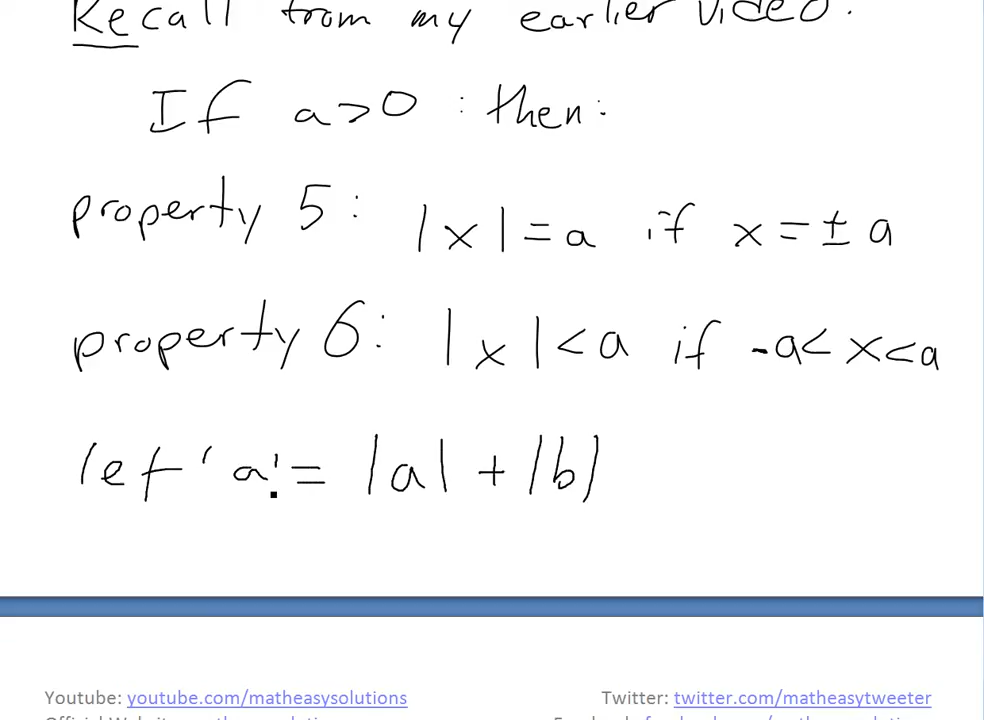 Recall from my earlier video:
If a>0 : then:
property 5: |x|=a if x=±a
property 6: |x|<a if -a<x<a
let 'a'= |a| + |b|
Youtube: youtube.com/matheasysolutions Twitter: twitter.com/matheasytweeter